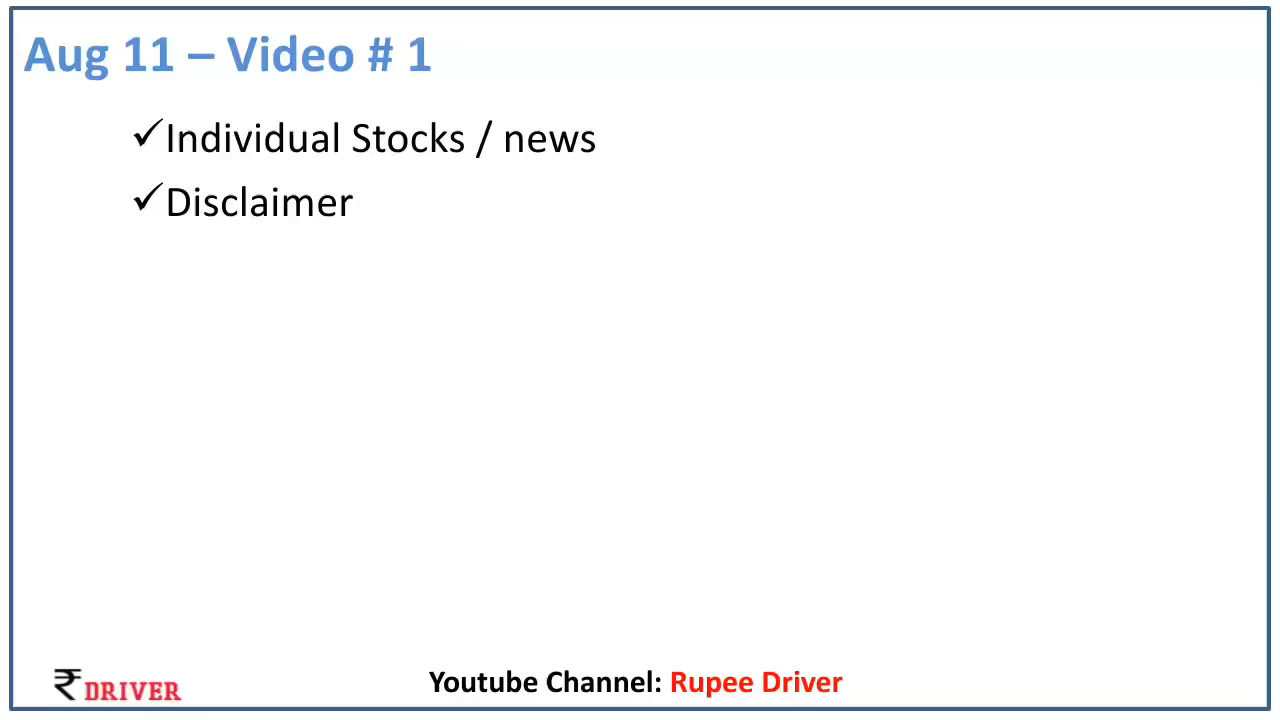 Aug 11 – Video # 1
✓Individual Stocks / news
✓Disclaimer
₹ DRIVER
Youtube Channel: Rupee Driver